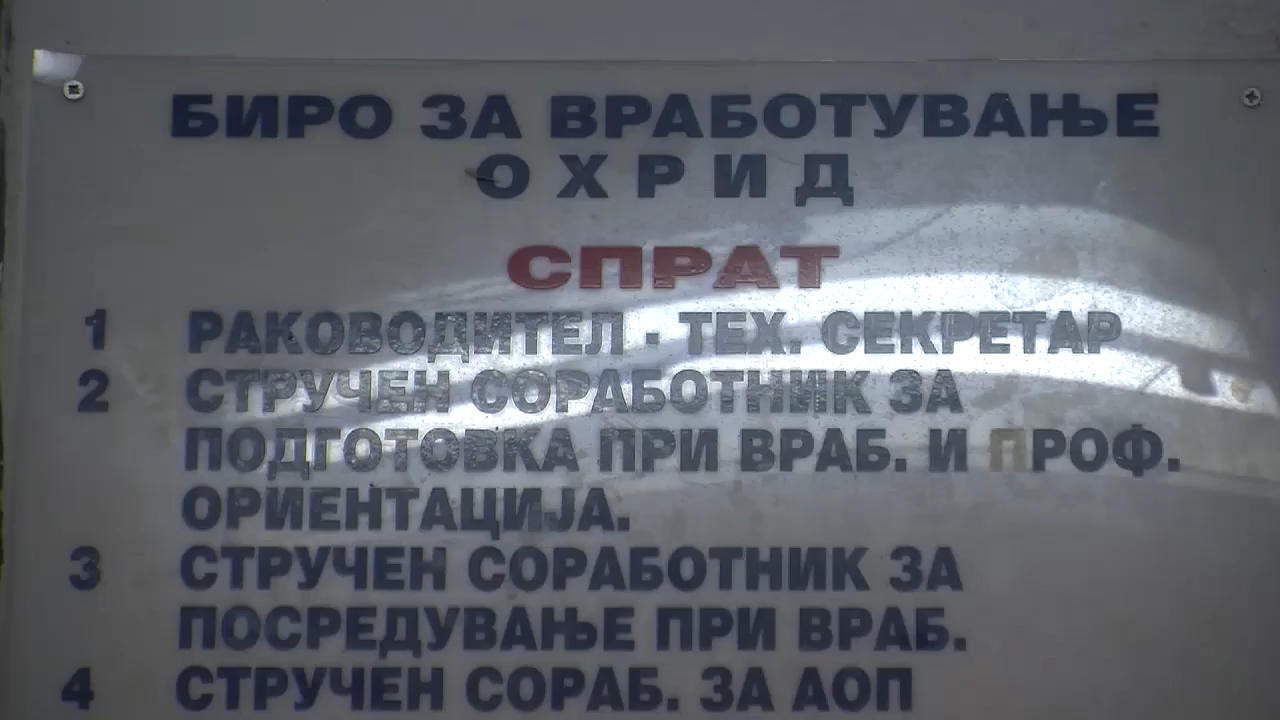 БИРО ЗА ВРАБОТУВАЊЕ
ОХРИД
СПРАТ
1 РАКОВОДИТЕЛ - ТЕХ. СЕКРЕТАР
2 СТРУЧЕН СОРАБОТНИК ЗА
ПОДГОТОВКА ПРИ ВРАБ. И ПРОФ.
ОРИЕНТАЦИЈА.
3 СТРУЧЕН СОРАБОТНИК ЗА
ПОСРЕДУВАЊЕ ПРИ ВРАБ.
4 СТРУЧЕН СОРАБ. ЗА АОП